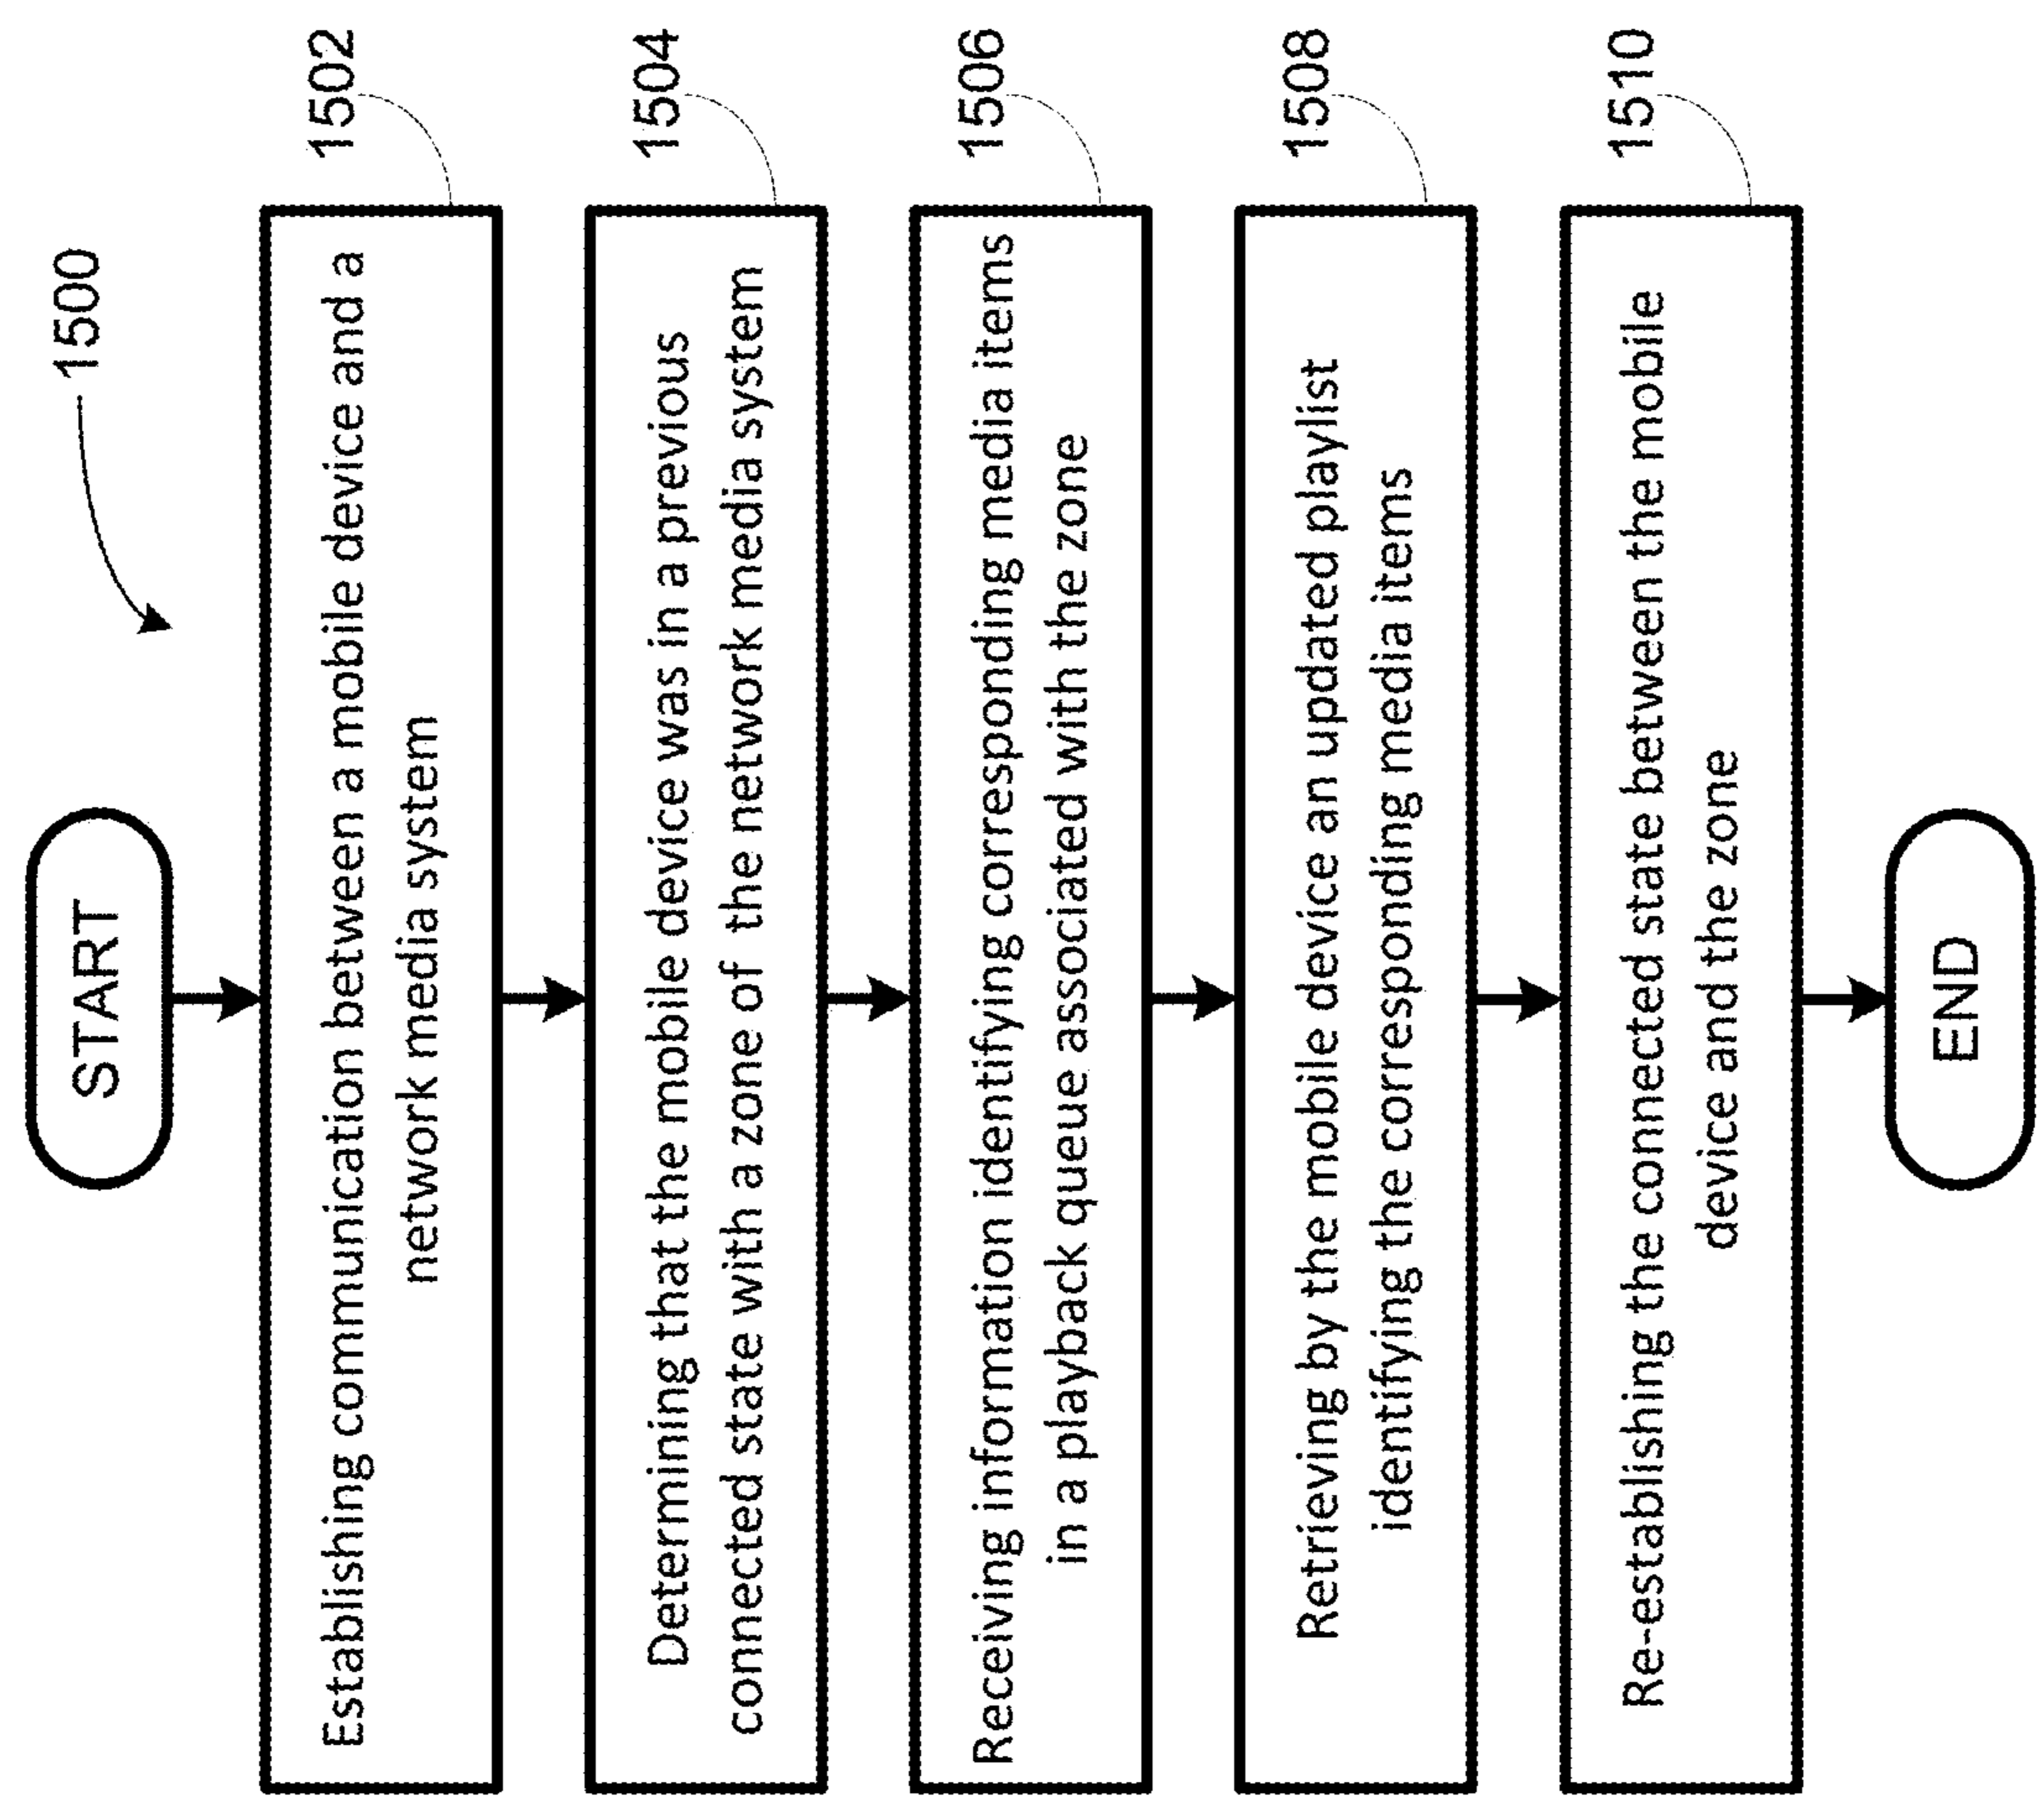 1500
START
Establishing communication between a mobile device and a
network media system
1502
Determining that the mobile device was in a previous
connected state with a zone of the network media system
1504
Receiving information identifying corresponding media items
in a playback queue associated with the zone
1506
Retrieving by the mobile device an updated playlist
identifying the corresponding media items
1508
Re-establishing the connected state between the mobile
device and the zone
1510
END